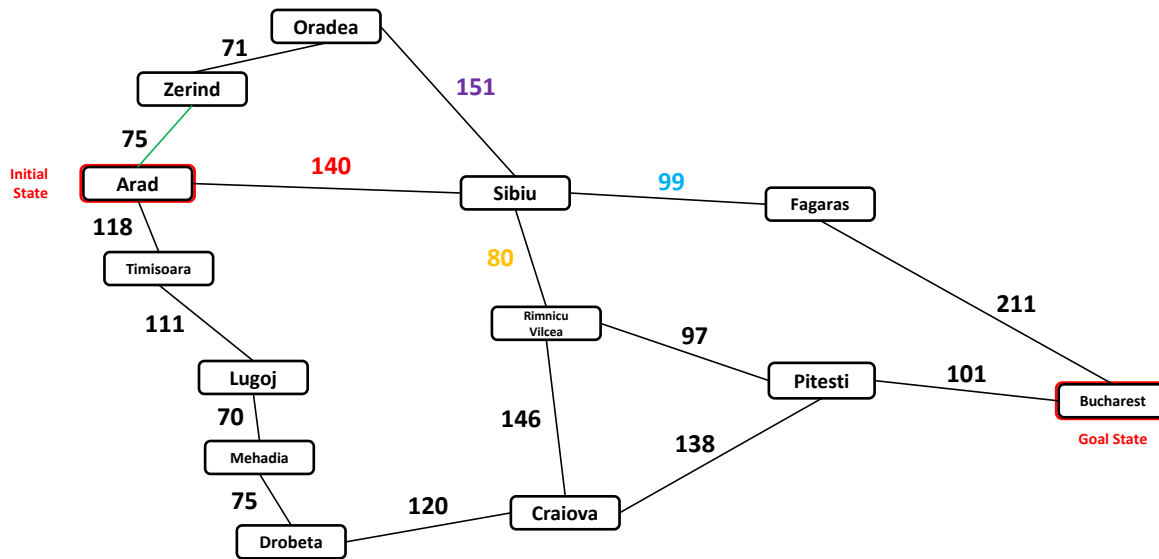 Oradea
71
Zerind
151
75
Initial
State
Arad
140
Sibiu
99
Fagaras
118
Timisoara
80
111
Rimnicu
Vilcea
97
211
Lugoj
Pitesti
101
Bucharest
70
146
138
Goal State
Mehadia
75
120
Craiova
Drobeta